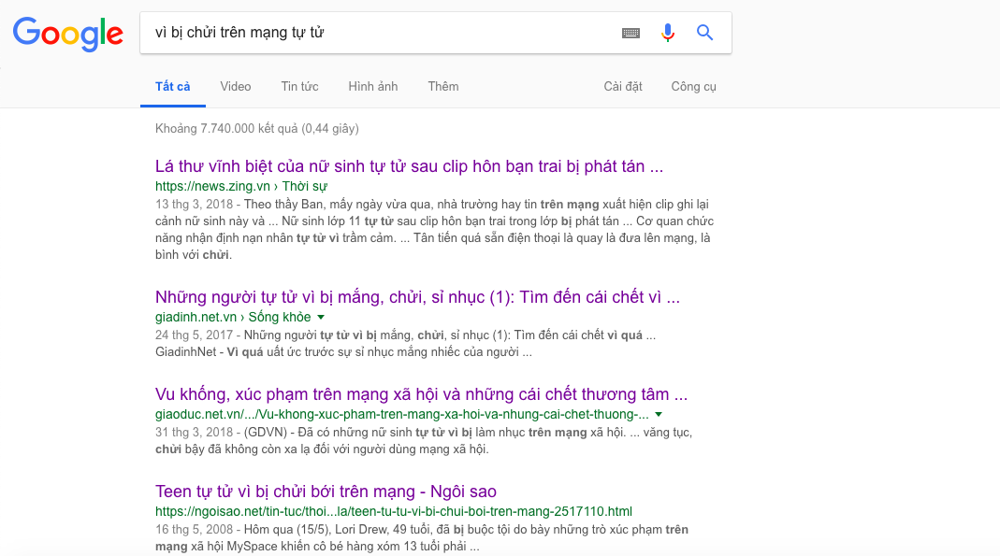 Google
vì bị chửi trên mạng tự tử
Tất cả Video Tin tức Hình ảnh Thêm Cài đặt Công cụ
Khoảng 7.740.000 kết quả (0,44 giây)
Lá thư vĩnh biệt của nữ sinh tự tử sau clip hôn bạn trai bị phát tán ...
https://news.zing.vn › Thời sự
13 thg 3, 2018 - Theo thầy Ban, mấy ngày vừa qua, nhà trường hay tin trên mạng xuất hiện clip ghi lại
cảnh nữ sinh này và ... Nữ sinh lớp 11 tự tử sau clip hôn bạn trai trong lớp bị phát tán ... Cơ quan chức
năng nhận định nạn nhân tự tử vì trầm cảm. ... Tân tiến quá sẵn điện thoại là quay là đưa lên mạng, là
bình với chửi.
Những người tự tử vì bị mắng, chửi, sỉ nhục (1): Tìm đến cái chết vì ...
giadinh.net.vn › Sống khỏe
24 thg 5, 2017 - Những người tự tử vì bị mắng, chửi, sỉ nhục (1): Tìm đến cái chết vì quá ...
GiadinhNet - Vì quá uất ức trước sự sỉ nhục mắng nhiếc của người ...
Vu khống, xúc phạm trên mạng xã hội và những cái chết thương tâm ...
giaoduc.net.vn/.../Vu-khong-xuc-pham-tren-mang-xa-hoi-va-nhung-cai-chet-thuong-...
31 thg 3, 2018 - (GDVN) - Đã có những nữ sinh tự tử vì bị làm nhục trên mạng xã hội. ... văng tục,
chửi bậy đã không còn xa lạ đối với người dùng mạng xã hội.
Teen tự tử vì bị chửi bới trên mạng - Ngôi sao
https://ngoisao.net/tin-tuc/thoi...la/teen-tu-tu-vi-bi-chui-boi-tren-mang-2517110.html
16 thg 5, 2008 - Hôm qua (15/5), Lori Drew, 49 tuổi, đã bị buộc tội do bày những trò xúc phạm trên
mạng xã hội MySpace khiến cô bé hàng xóm 13 tuổi phải ...